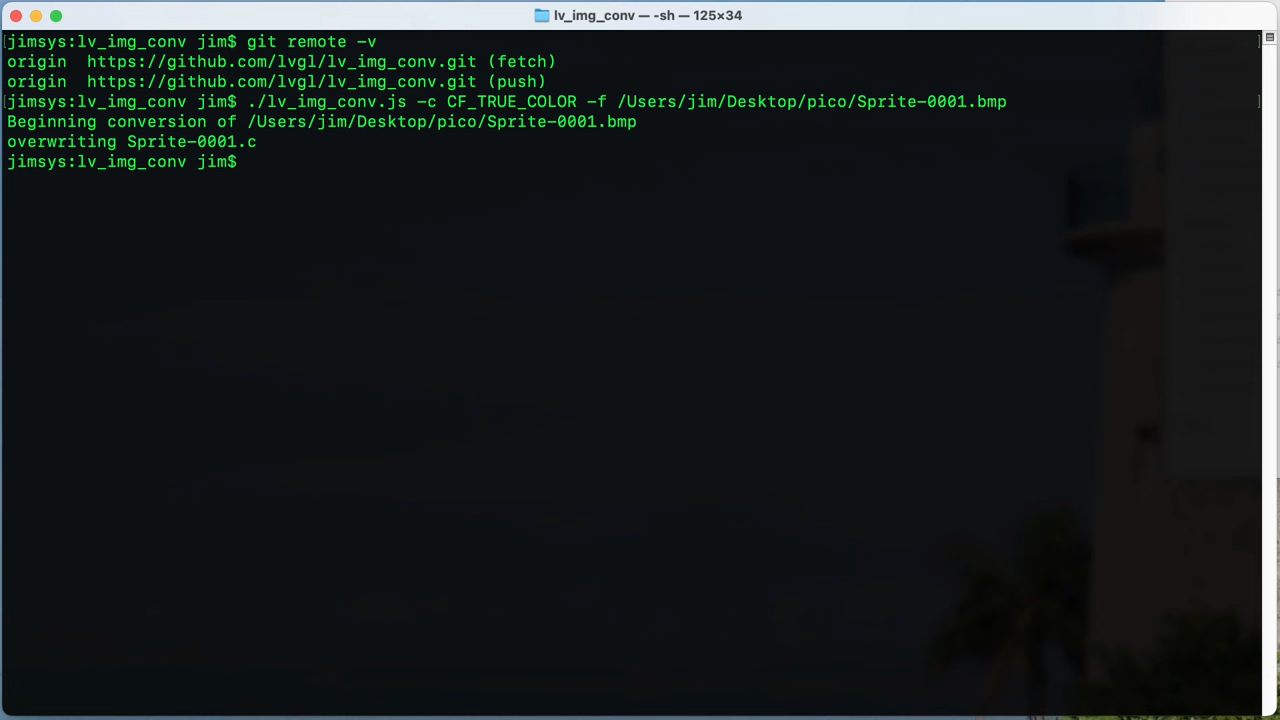 lv_img_conv — -sh — 125×34
[jimsys:lv_img_conv jim$ git remote -v ]
origin  https://github.com/lvgl/lv_img_conv.git (fetch)
origin  https://github.com/lvgl/lv_img_conv.git (push)
[jimsys:lv_img_conv jim$ ./lv_img_conv.js -c CF_TRUE_COLOR -f /Users/jim/Desktop/pico/Sprite-0001.bmp ]
Beginning conversion of /Users/jim/Desktop/pico/Sprite-0001.bmp
overwriting Sprite-0001.c
jimsys:lv_img_conv jim$